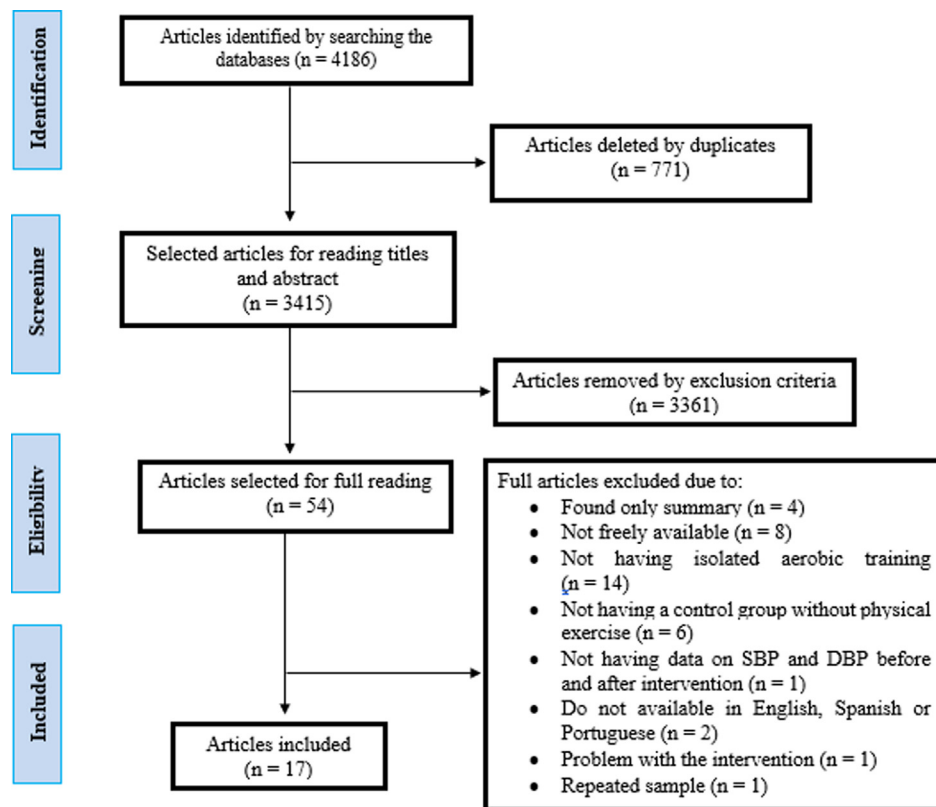 Identification
Articles identified by searching the
databases (n = 4186)
Articles deleted by duplicates
(n = 771)
Screening
Selected articles for reading titles
and abstract
(n = 3415)
Articles removed by exclusion criteria
(n = 3361)
Eligibility
Articles selected for full reading
(n = 54)
Full articles excluded due to:
• Found only summary (n = 4)
• Not freely available (n = 8)
• Not having isolated aerobic training
(n = 14)
• Not having a control group without physical
exercise (n = 6)
• Not having data on SBP and DBP before
and after intervention (n = 1)
• Do not available in English, Spanish or
Portuguese (n = 2)
• Problem with the intervention (n = 1)
• Repeated sample (n = 1)
Included
Articles included
(n = 17)